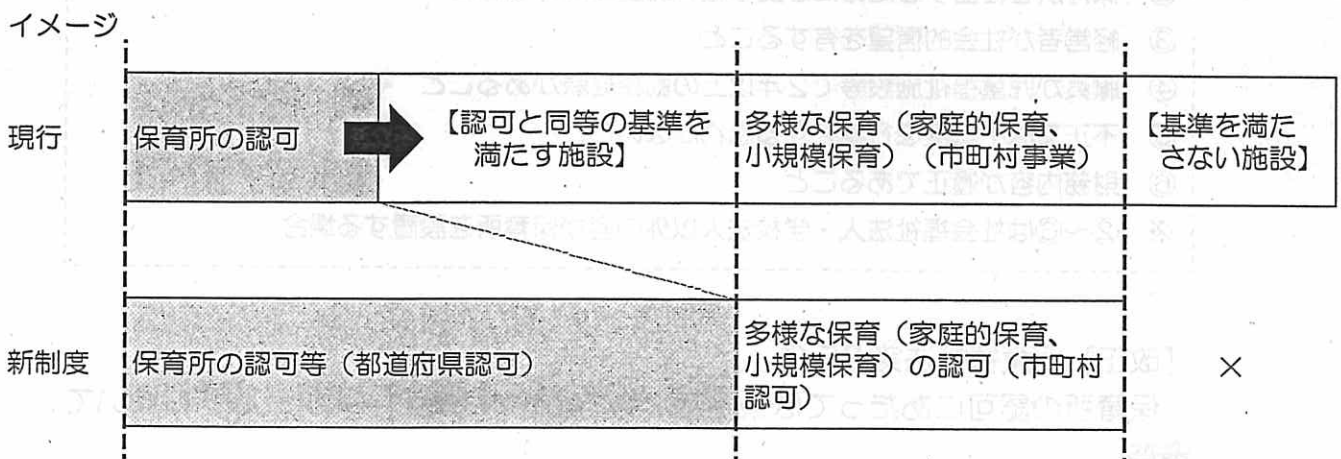 イメージ
現行
保育所の認可
【認可と同等の基準を
満たす施設】
多様な保育（家庭的保育、
小規模保育）（市町村事業）
【基準を満た
さない施設】
新制度
保育所の認可等（都道府県認可）
多様な保育（家庭的保育、
小規模保育）の認可（市町村
認可）
×